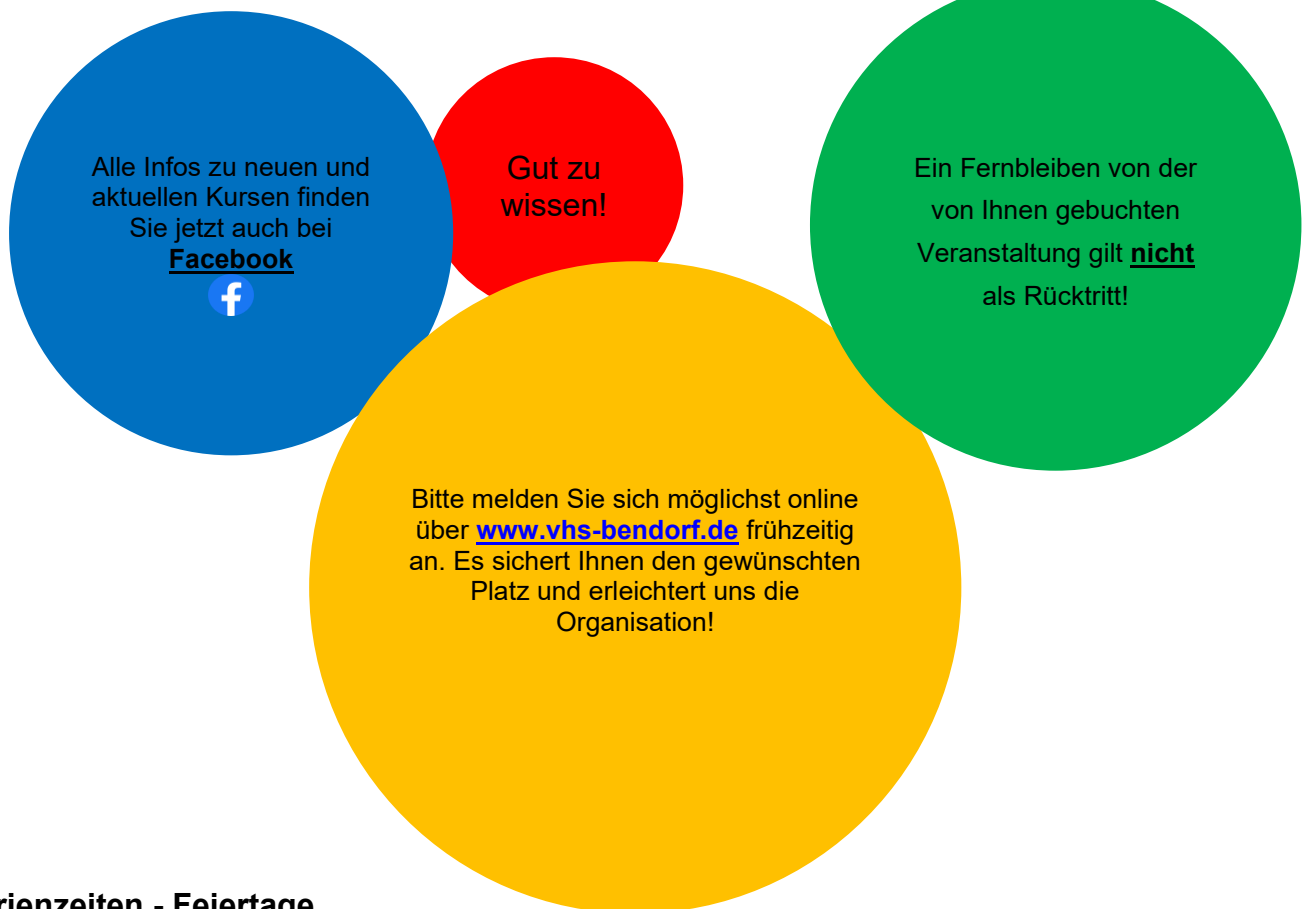 Alle Infos zu neuen und
aktuellen Kursen finden
Sie jetzt auch bei
Facebook
Gut zu
wissen!
Ein Fernbleiben von der
von Ihnen gebuchten
Veranstaltung gilt nicht
als Rücktritt!
Bitte melden Sie sich möglichst online
über www.vhs-bendorf.de frühzeitig
an. Es sichert Ihnen den gewünschten
Platz und erleichtert uns die
Organisation!
rienzeiten - Feiertage